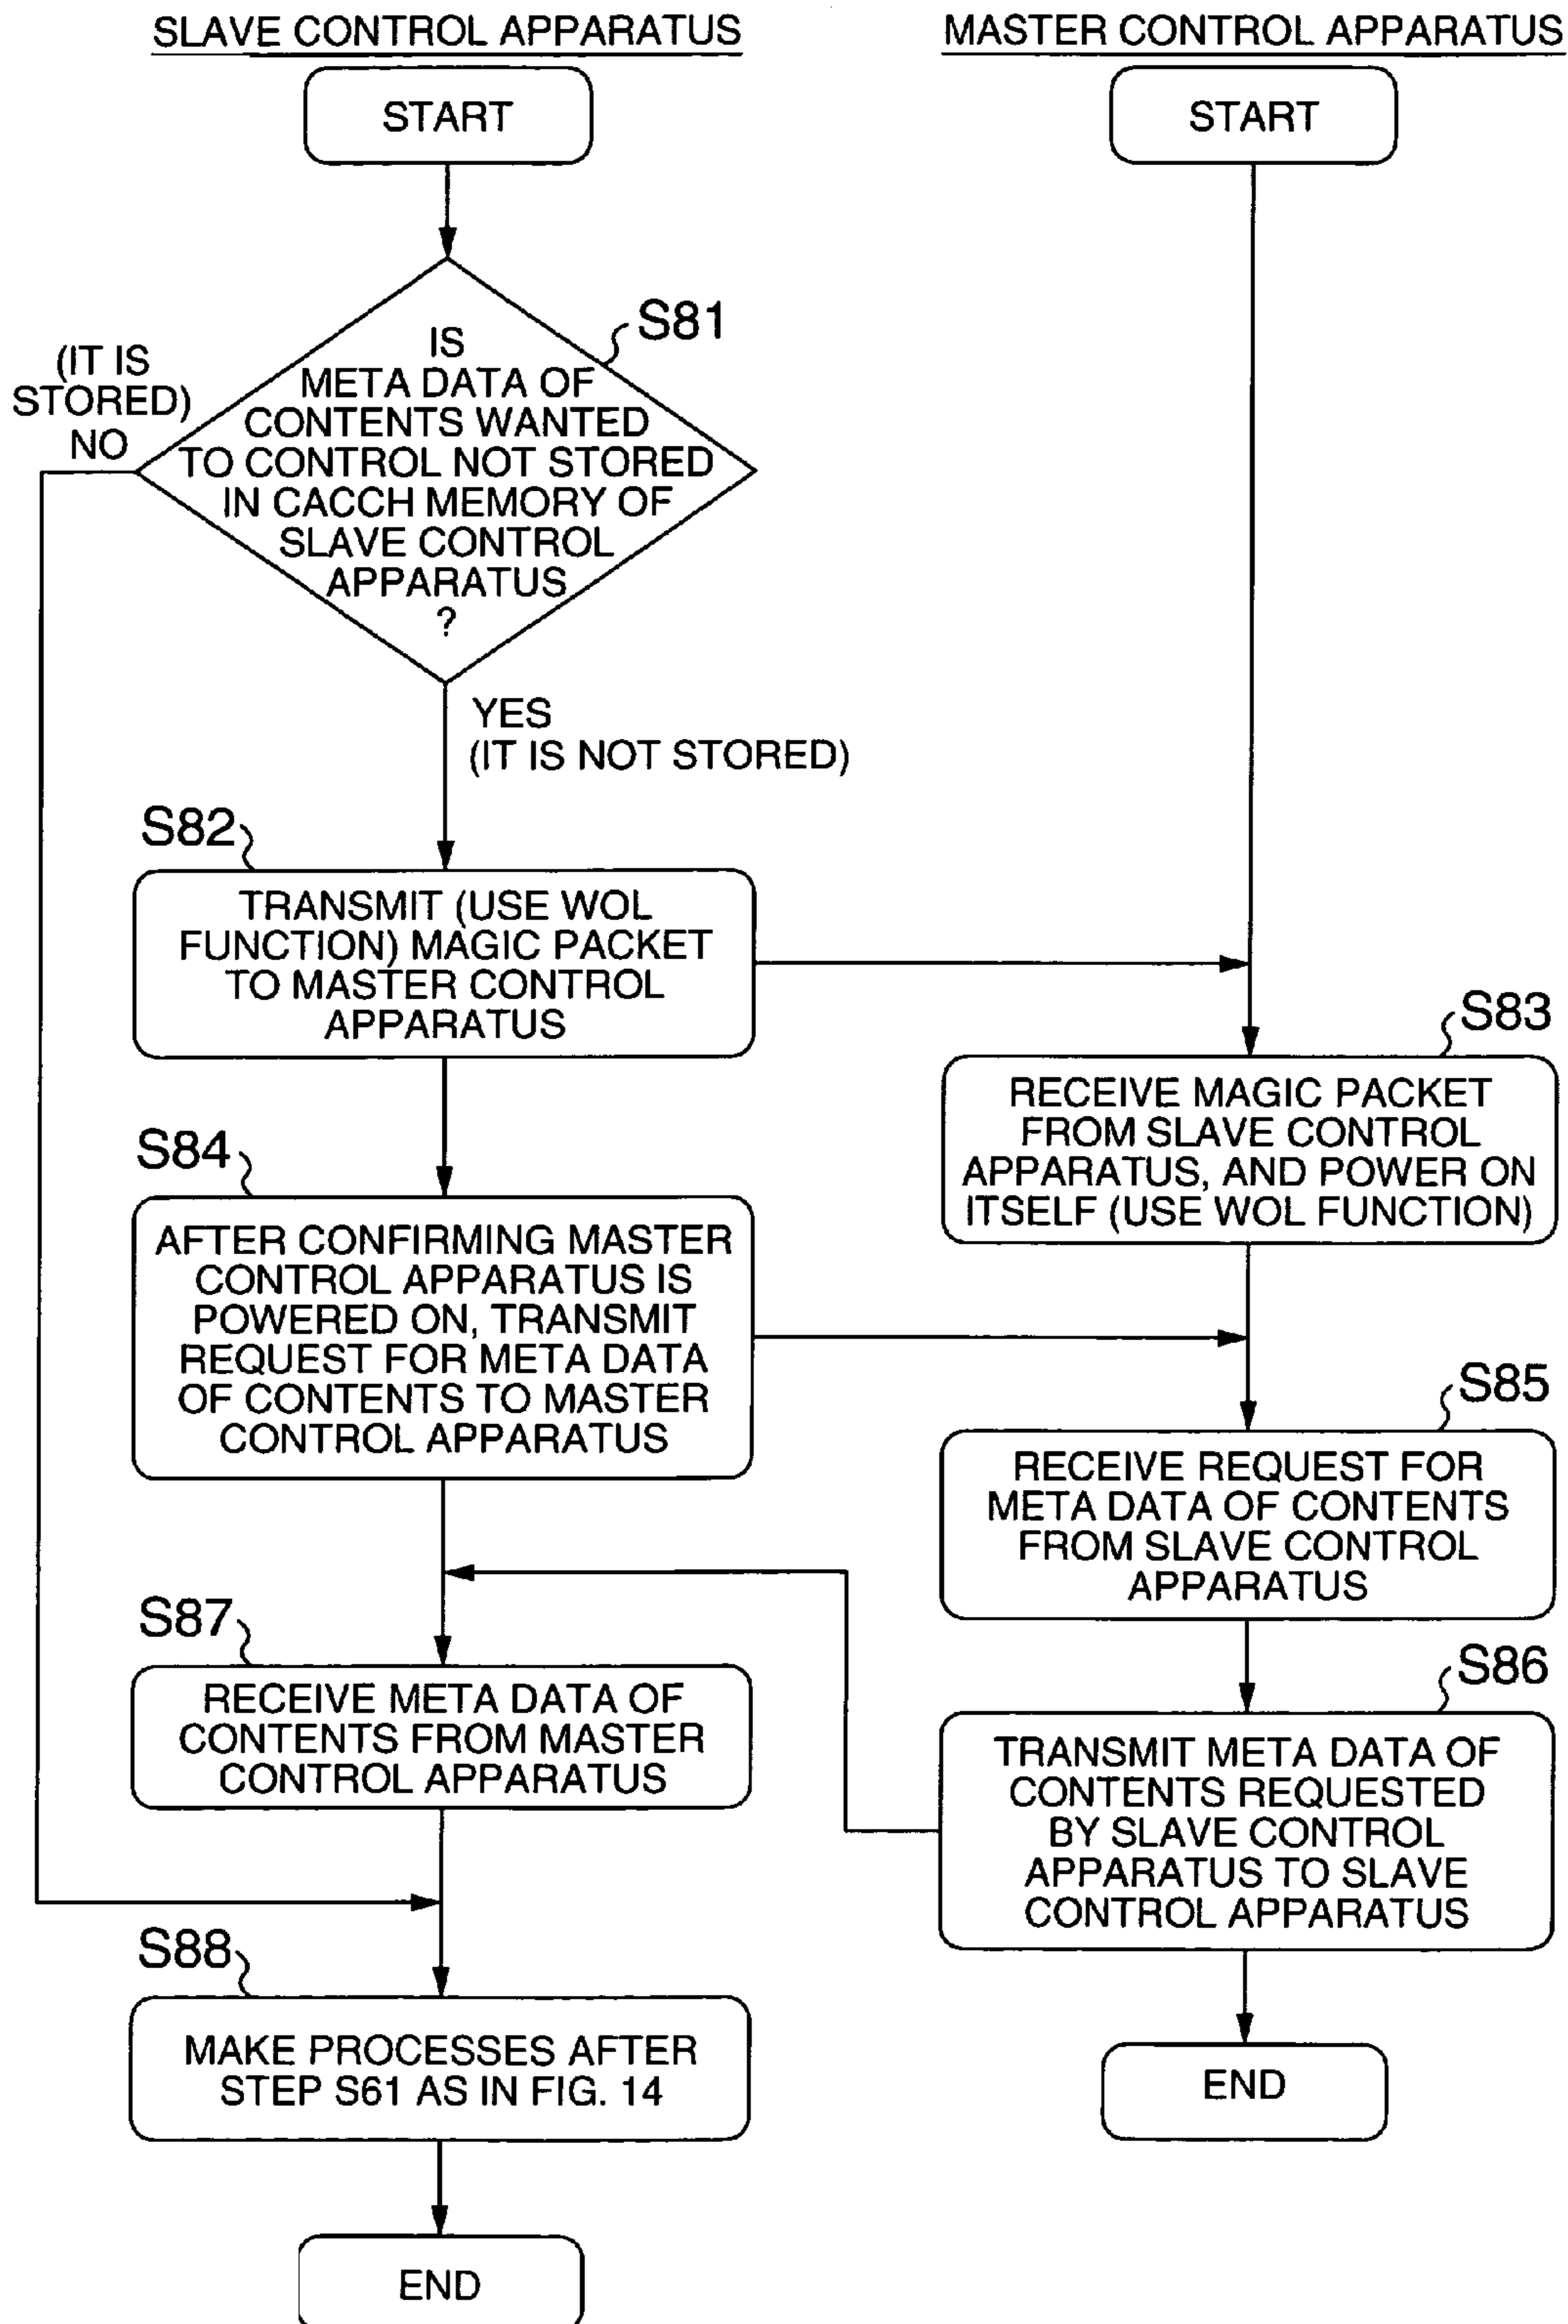 SLAVE CONTROL APPARATUS
MASTER CONTROL APPARATUS
START
START
S81
(IT IS
STORED)
NO
IS
META DATA OF
CONTENTS WANTED
TO CONTROL NOT STORED
IN CACCH MEMORY OF
SLAVE CONTROL
APPARATUS
?
YES
(IT IS NOT STORED)
S82
TRANSMIT (USE WOL
FUNCTION) MAGIC PACKET
TO MASTER CONTROL
APPARATUS
S83
RECEIVE MAGIC PACKET
FROM SLAVE CONTROL
APPARATUS, AND POWER ON
ITSELF (USE WOL FUNCTION)
S84
AFTER CONFIRMING MASTER
CONTROL APPARATUS IS
POWERED ON, TRANSMIT
REQUEST FOR META DATA
OF CONTENTS TO MASTER
CONTROL APPARATUS
S85
RECEIVE REQUEST FOR
META DATA OF CONTENTS
FROM SLAVE CONTROL
APPARATUS
S87
RECEIVE META DATA OF
CONTENTS FROM MASTER
CONTROL APPARATUS
S86
TRANSMIT META DATA OF
CONTENTS REQUESTED
BY SLAVE CONTROL
APPARATUS TO SLAVE
CONTROL APPARATUS
S88
MAKE PROCESSES AFTER
STEP S61 AS IN FIG. 14
END
END